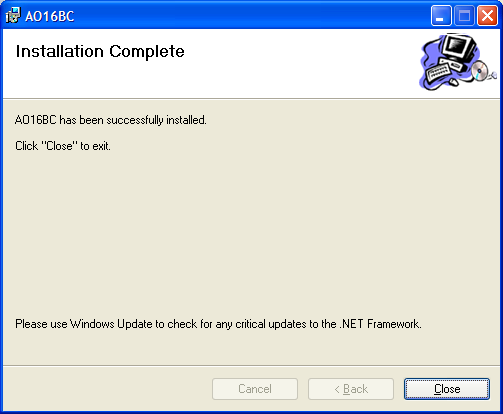 AO16BC
Installation Complete
AO16BC has been successfully installed.
Click "Close" to exit.
Please use Windows Update to check for any critical updates to the .NET Framework.
Cancel
< Back
Close